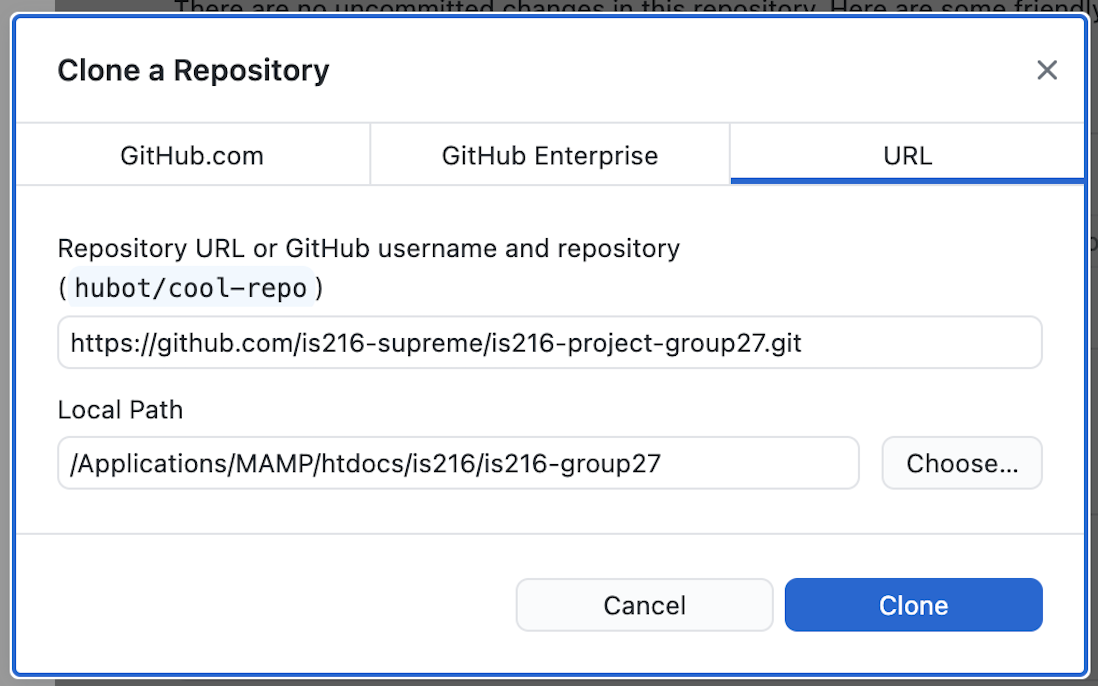 There are no uncommitted changes in this repository. Here are some friendly
Clone a Repository
GitHub.com
GitHub Enterprise
URL
Repository URL or GitHub username and repository
(hubot/cool-repo)
https://github.com/is216-supreme/is216-project-group27.git
Local Path
/Applications/MAMP/htdocs/is216/is216-group27
Choose...
Cancel
Clone